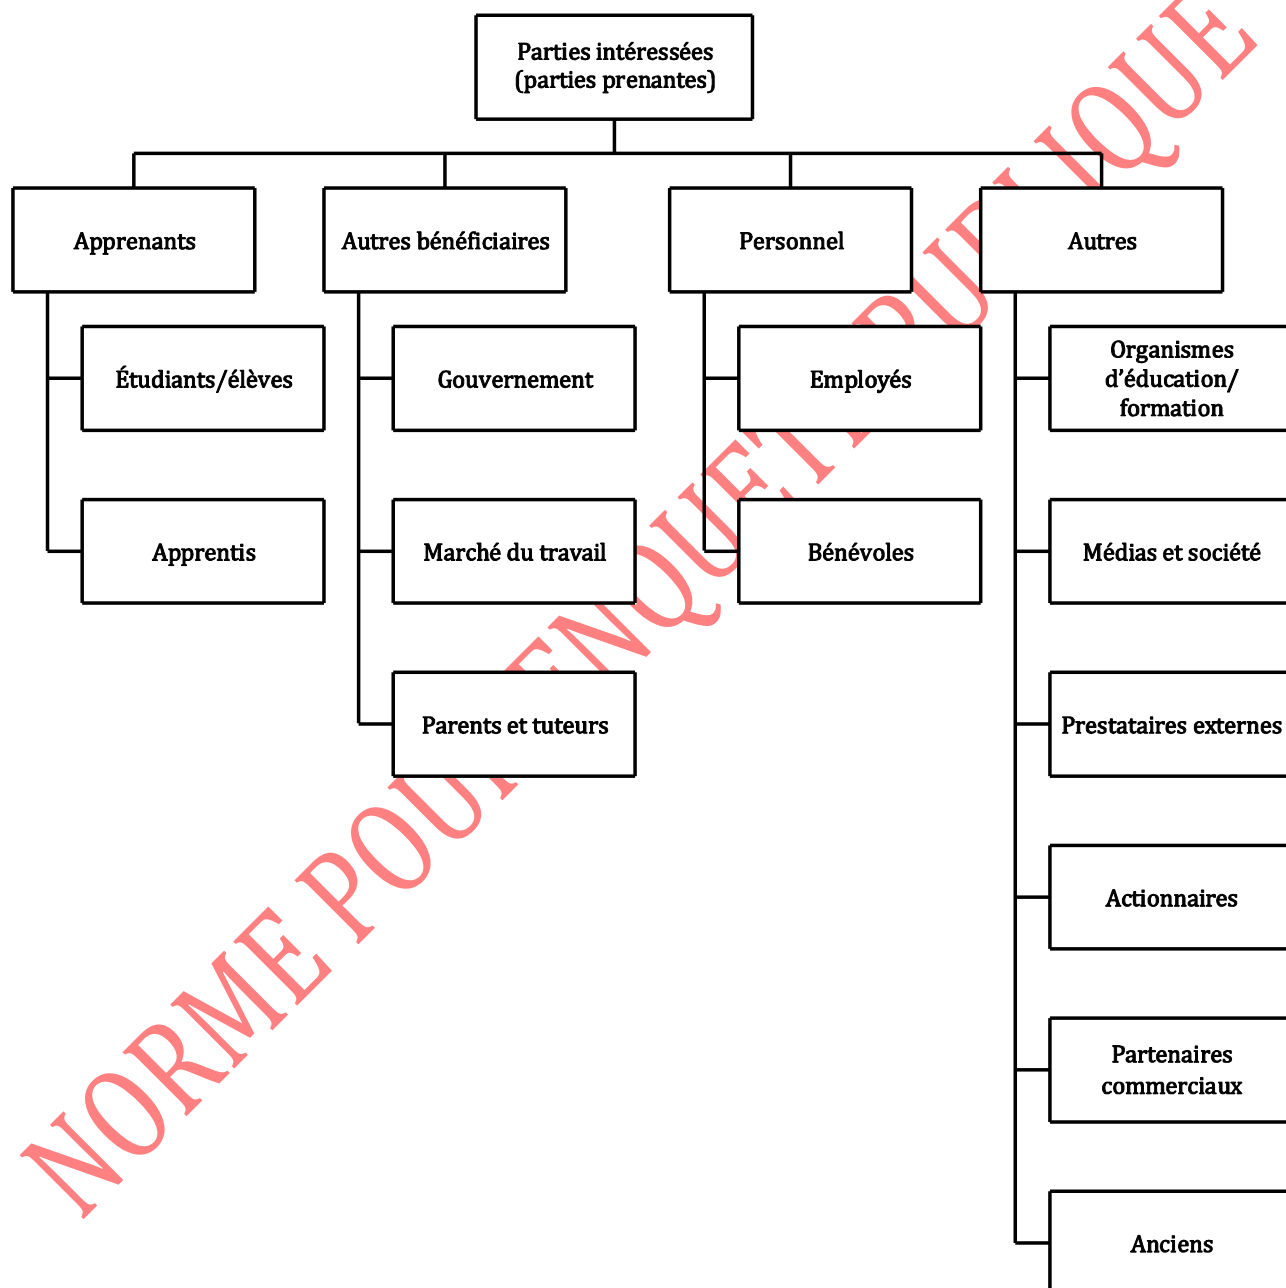 Parties intéressées
(parties prenantes)
Apprenants
Autres bénéficiaires
Personnel
Autres
Étudiants/élèves
Gouvernement
Employés
Organismes
d’éducation/
formation
Apprentis
Marché du travail
Bénévoles
Médias et société
Parents et tuteurs
Prestataires externes
Actionnaires
Partenaires
commerciaux
Anciens
NORME POUR ENQUETE PUBLIQUE